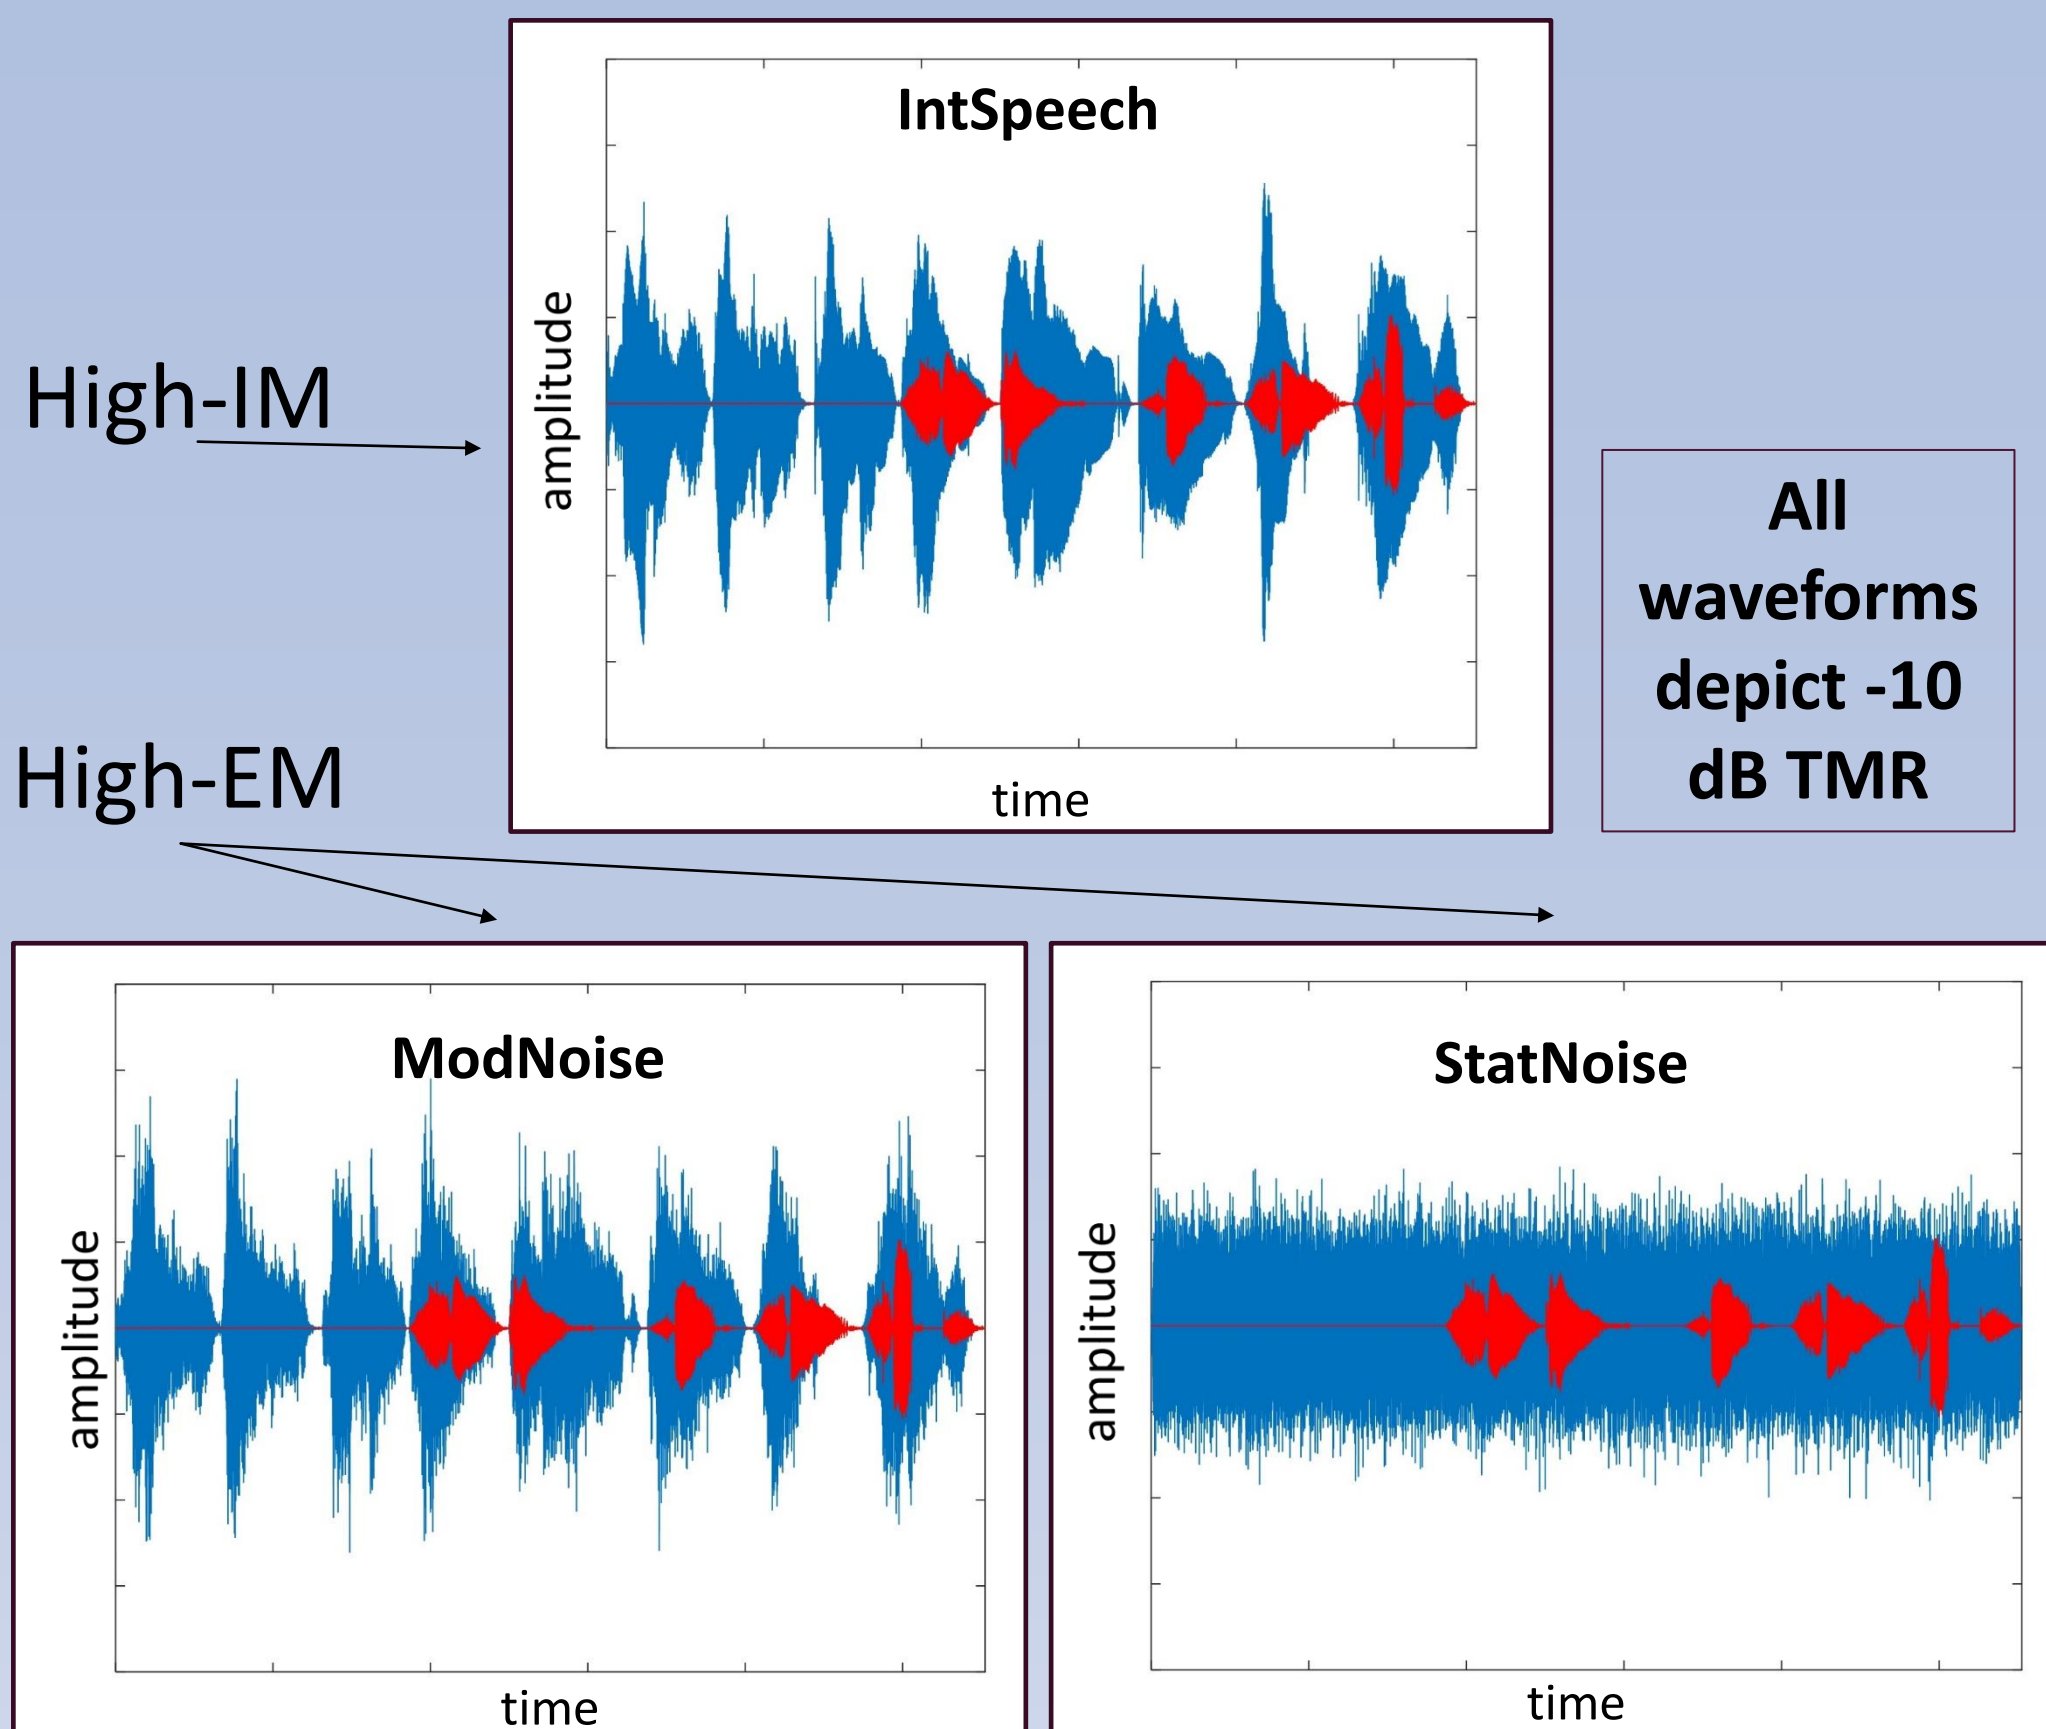 IntSpeech
amplitude
time
High-IM
High-EM
All
waveforms
depict -10
dB TMR
ModNoise
amplitude
time
StatNoise
amplitude
time